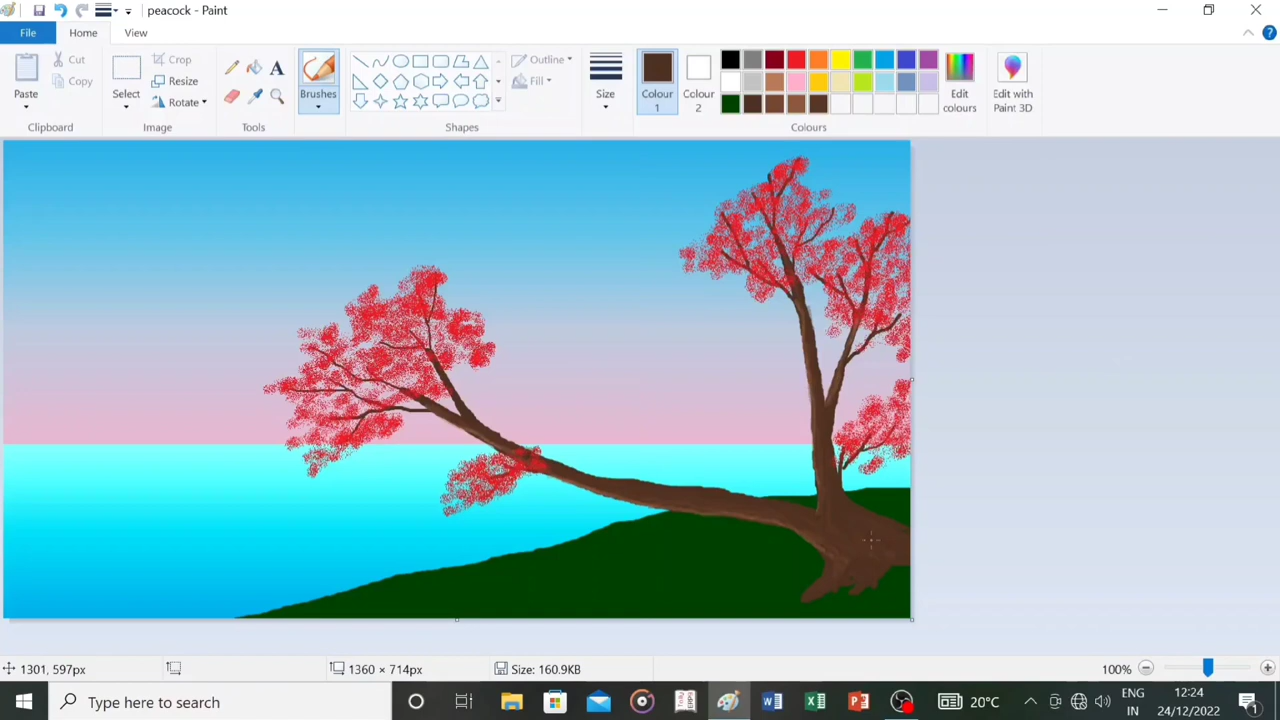 peacock - Paint
File
Home
View
Paste
Cut
Copy
Clipboard
Select
Crop
Resize
Rotate
Image
Tools
Brushes
Shapes
Outline
Fill
Size
Colour 1
Colour 2
Edit colours
Colours
Edit with Paint 3D
1301, 597px
1360 × 714px
Size: 160.9KB
100%
Type here to search
20°C
ENG
IN
12:24
24/12/2022